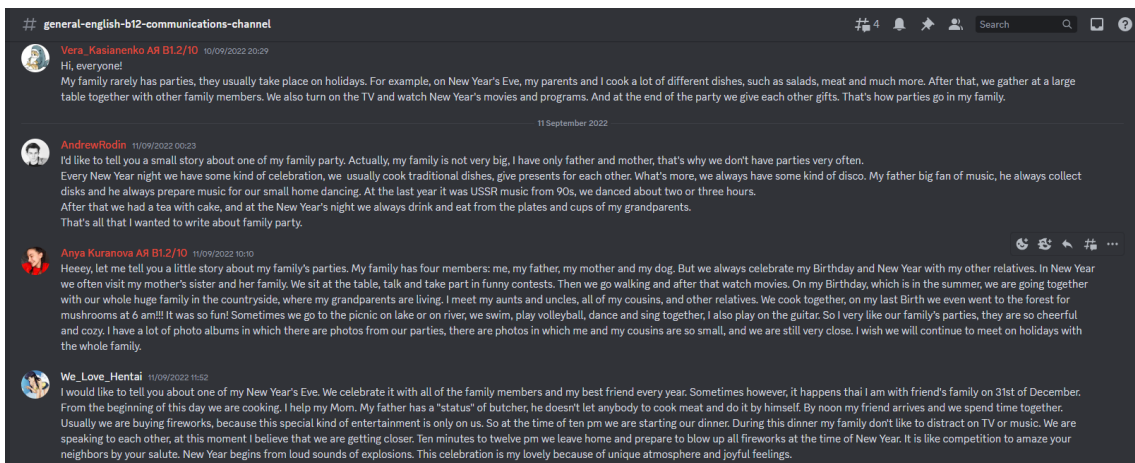 # general-english-b12-communications-channel
4
Search
Vera_Kasianenko АЯ B1.2/10 10/09/2022 20:29
Hi, everyone!
My family rarely has parties, they usually take place on holidays. For example, on New Year's Eve, my parents and I cook a lot of different dishes, such as salads, meat and much more. After that, we gather at a large
table together with other family members. We also turn on the TV and watch New Year's movies and programs. And at the end of the party we give each other gifts. That's how parties go in my family.
11 September 2022
AndrewRodin 11/09/2022 00:23
I'd like to tell you a small story about one of my family party. Actually, my family is not very big, I have only father and mother, that's why we don't have parties very often.
Every New Year night we have some kind of celebration, we usually cook traditional dishes, give presents for each other. What's more, we always have some kind of disco. My father big fan of music, he always collect
disks and he always prepare music for our small home dancing. At the last year it was USSR music from 90s, we danced about two or three hours.
After that we had a tea with cake, and at the New Year's night we always drink and eat from the plates and cups of my grandparents.
That's all that I wanted to write about family party.
Anya Kuranova АЯ B1.2/10 11/09/2022 10:10
Heeey, let me tell you a little story about my family's parties. My family has four members: me, my father, my mother and my dog. But we always celebrate my Birthday and New Year with my other relatives. In New Year
we often visit my mother's sister and her family. We sit at the table, talk and take part in funny contests. Then we go walking and after that watch movies. On my Birthday, which is in the summer, we are going together
with our whole huge family in the countryside, where my grandparents are living. I meet my aunts and uncles, all of my cousins, and other relatives. We cook together, on my last Birth we even went to the forest for
mushrooms at 6 am!!! It was so fun! Sometimes we go to the picnic on lake or on river, we swim, play volleyball, dance and sing together, I also play on the guitar. So I very like our family's parties, they are so cheerful
and cozy. I have a lot of photo albums in which there are photos from our parties, there are photos in which me and my cousins are so small, and we are still very close. I wish we will continue to meet on holidays with
the whole family.
We_Love_Hentai 11/09/2022 11:52
I would like to tell you about one of my New Year's Eve. We celebrate it with all of the family members and my best friend every year. Sometimes however, it happens thai I am with friend's family on 31st of December.
From the beginning of this day we are cooking. I help my Mom. My father has a "status" of butcher, he doesn't let anybody to cook meat and do it by himself. By noon my friend arrives and we spend time together.
Usually we are buying fireworks, because this special kind of entertainment is only on us. So at the time of ten pm we are starting our dinner. During this dinner my family don't like to distract on TV or music. We are
speaking to each other, at this moment I believe that we are getting closer. Ten minutes to twelve pm we leave home and prepare to blow up all fireworks at the time of New Year. It is like competition to amaze your
neighbors by your salute. New Year begins from loud sounds of explosions. This celebration is my lovely because of unique atmosphere and joyful feelings.